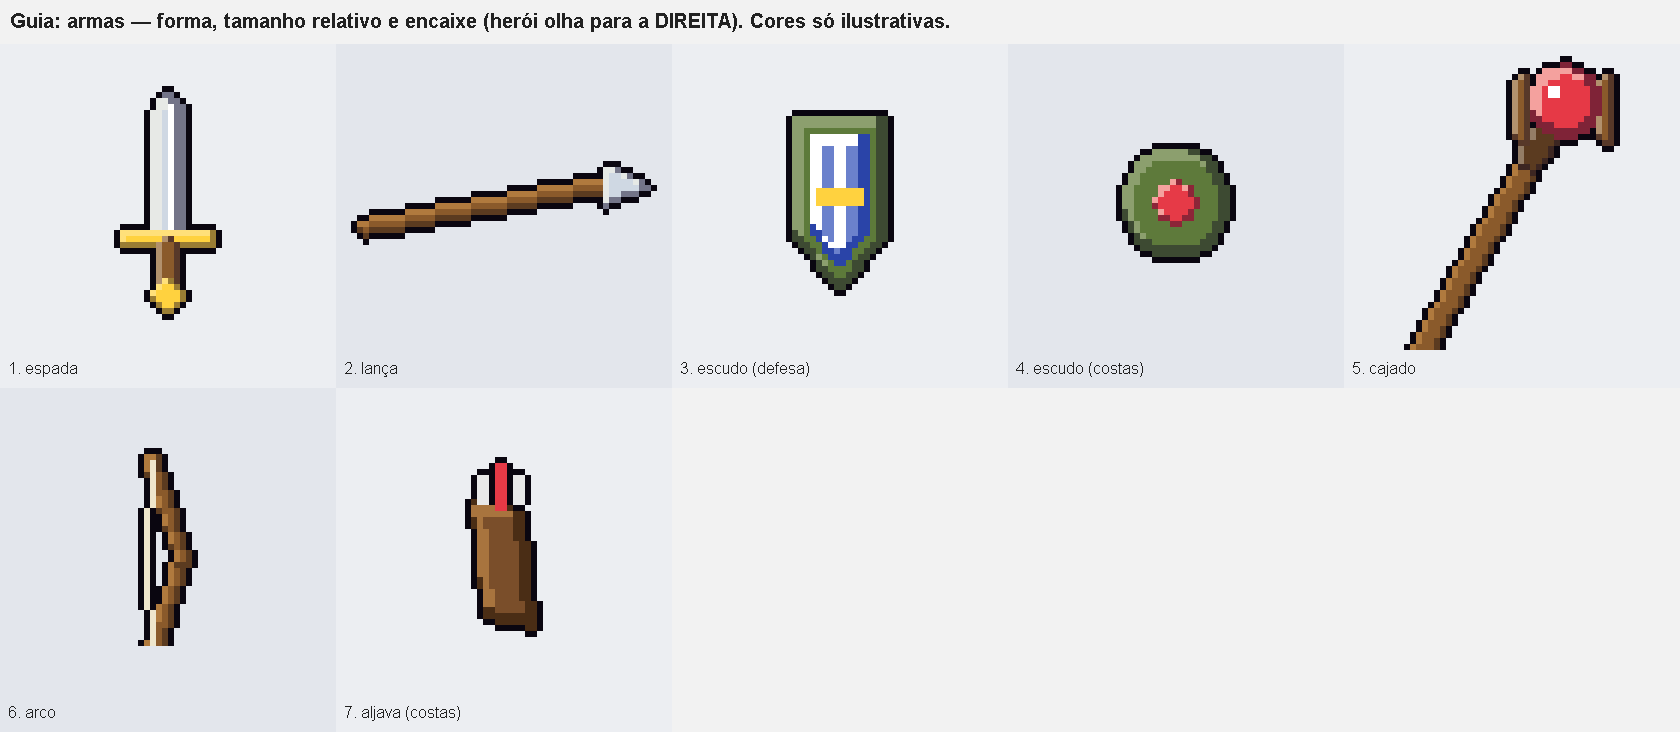 Guia: armas — forma, tamanho relativo e encaixe (herói olha para a DIREITA). Cores só ilustrativas.
1. espada
2. lança
3. escudo (defesa)
4. escudo (costas)
5. cajado
6. arco
7. aljava (costas)